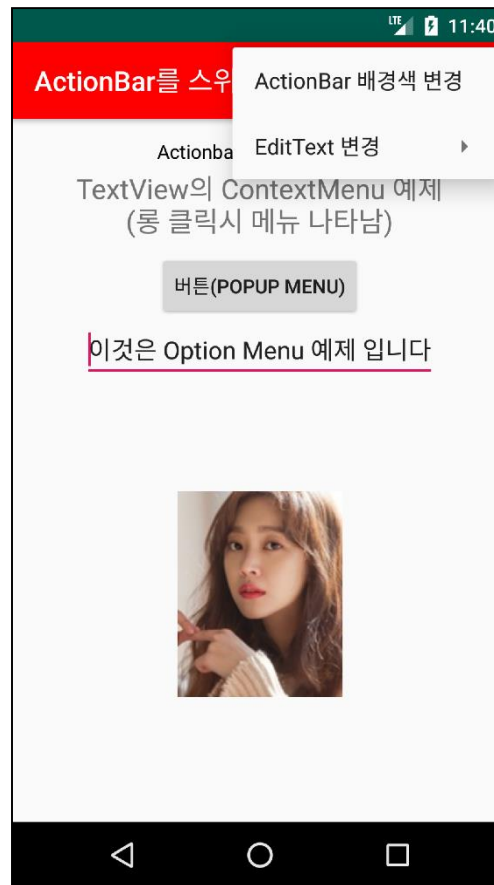 LTE 11:40
ActionBar를 스위
ActionBar 배경색 변경
EditText 변경
Actionba
TextView의 ContextMenu 예제
(롱 클릭시 메뉴 나타남)
버튼(POPUP MENU)
이것은 Option Menu 예제 입니다